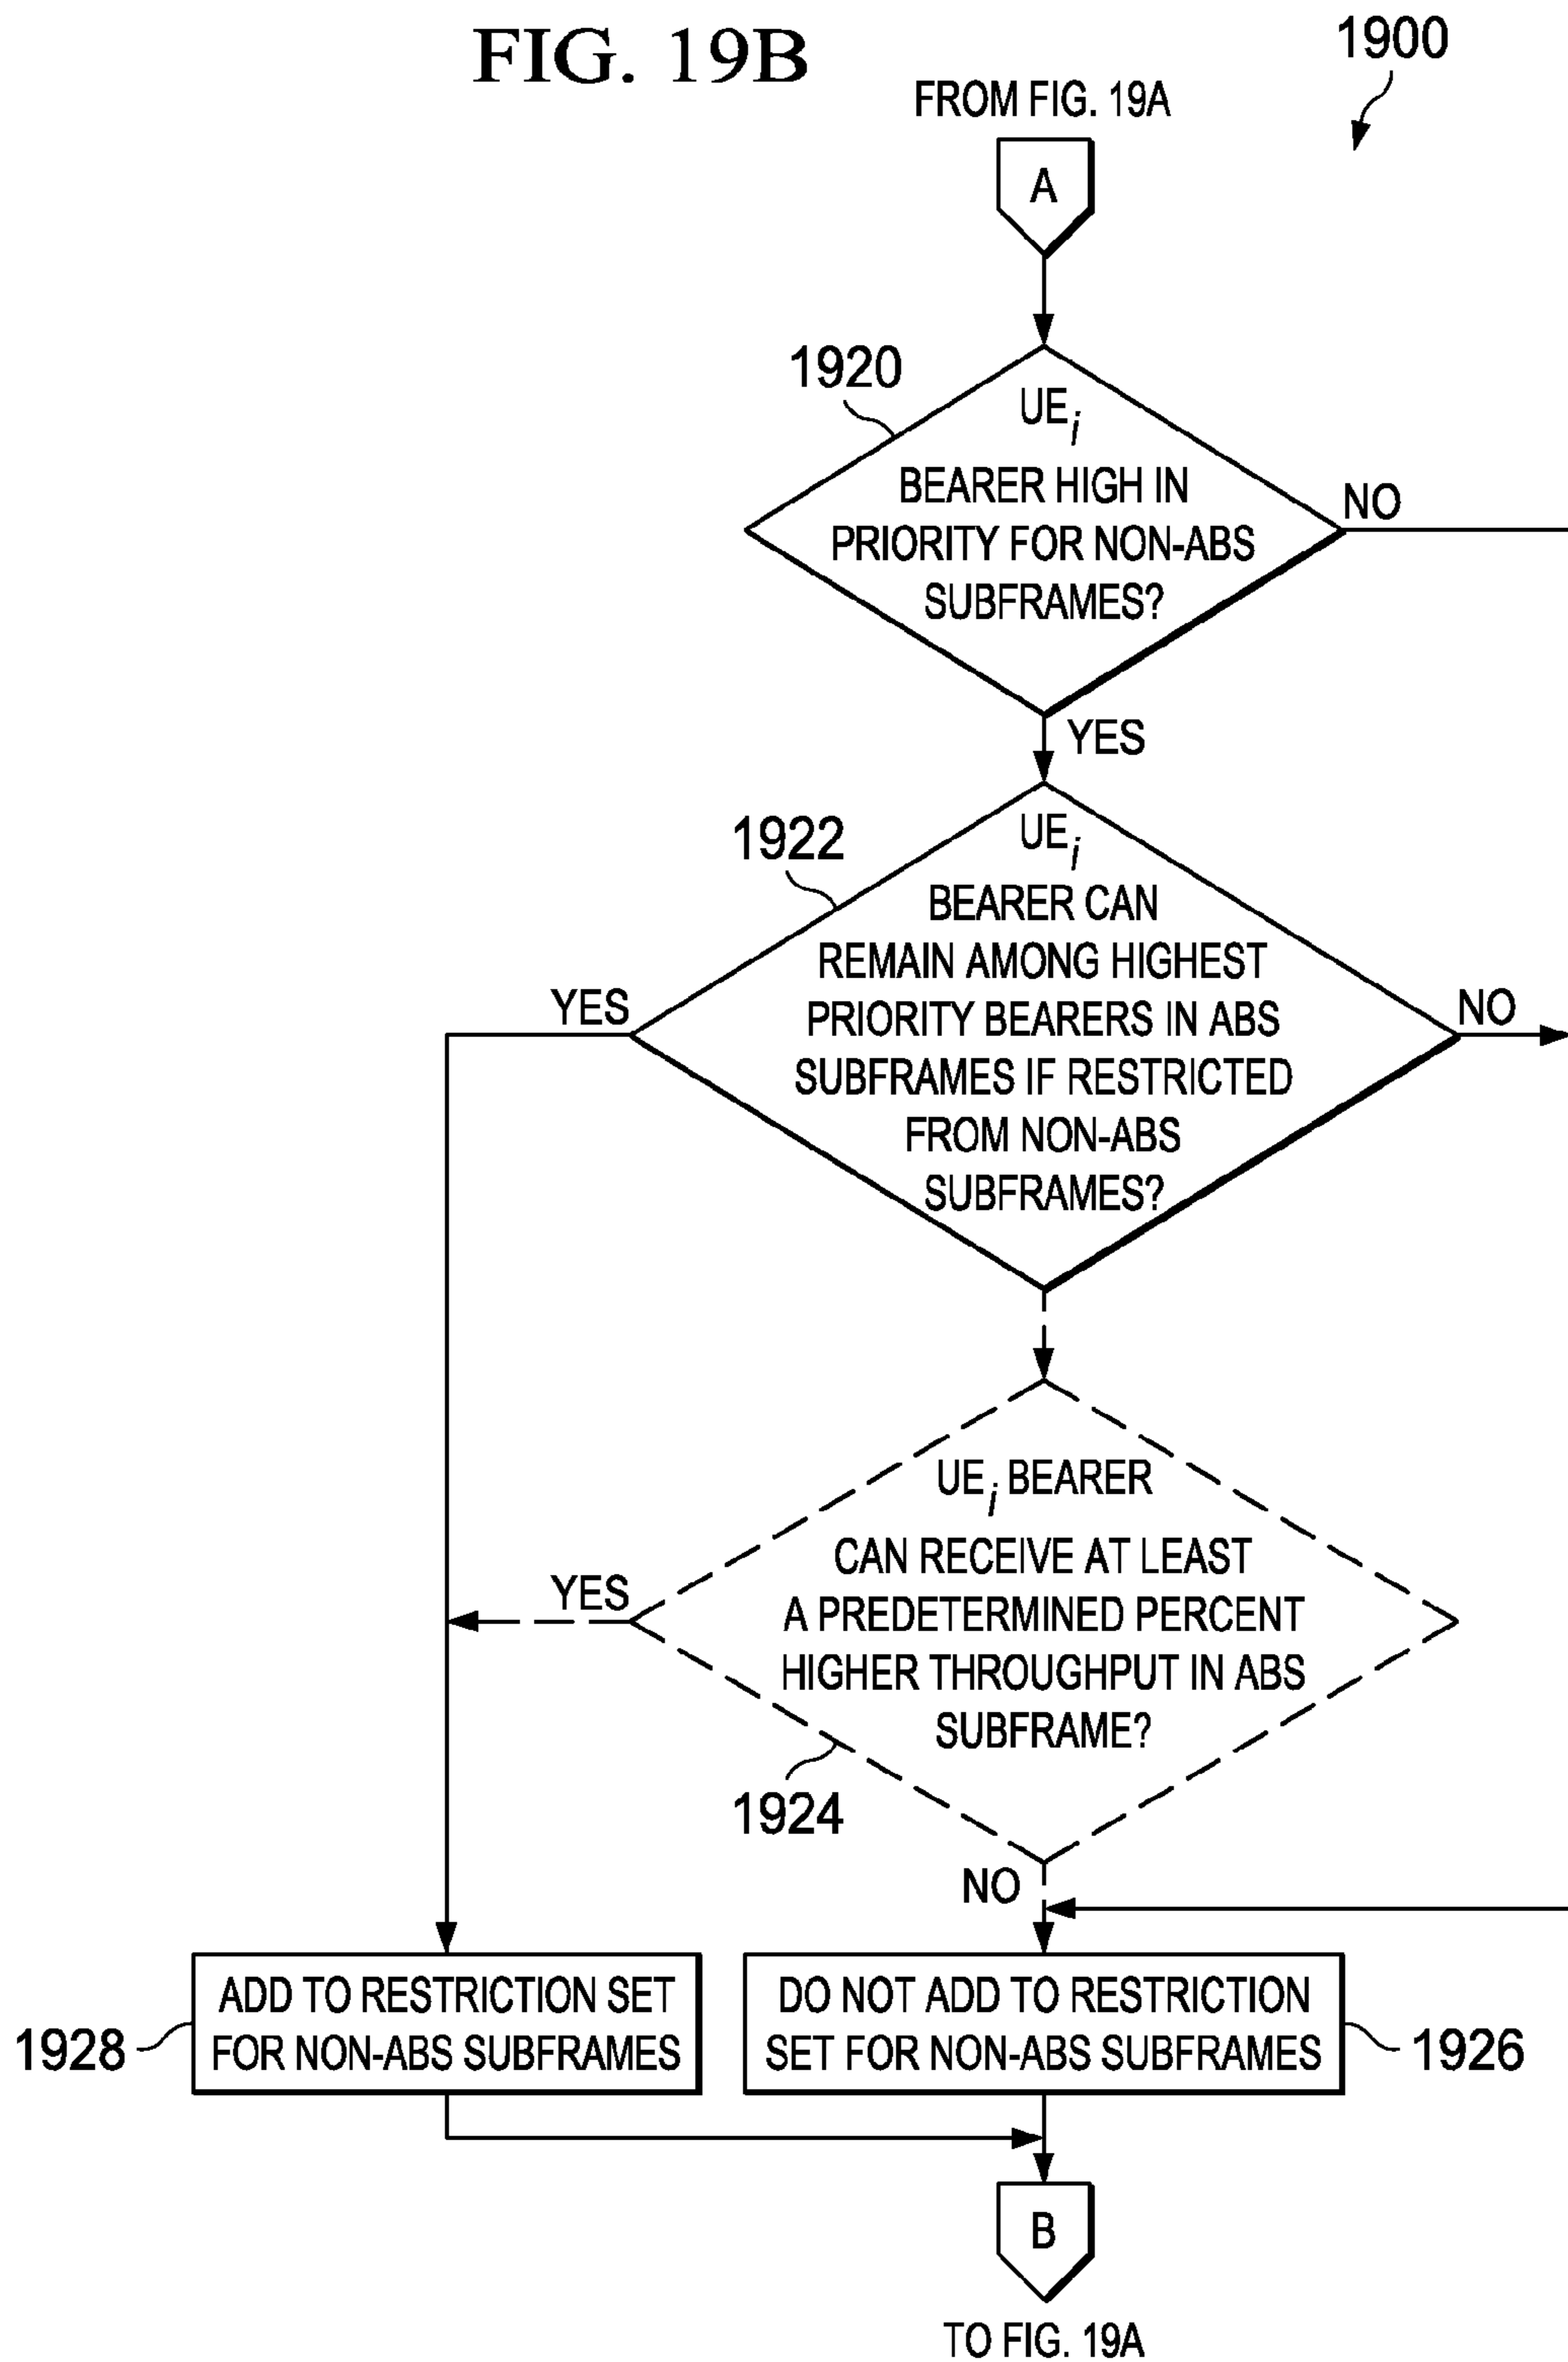 FIG. 19B
1900
FROM FIG. 19A
A
1920
UE i
BEARER HIGH IN
PRIORITY FOR NON-ABS
SUBFRAMES?
NO
YES
1922
UE i
BEARER CAN
REMAIN AMONG HIGHEST
PRIORITY BEARERS IN ABS
SUBFRAMES IF RESTRICTED
FROM NON-ABS
SUBFRAMES?
YES
NO
UE i BEARER
CAN RECEIVE AT LEAST
A PREDETERMINED PERCENT
HIGHER THROUGHPUT IN ABS
SUBFRAME?
YES
1924
NO
ADD TO RESTRICTION SET
FOR NON-ABS SUBFRAMES
1928
DO NOT ADD TO RESTRICTION
SET FOR NON-ABS SUBFRAMES
1926
B
TO FIG. 19A